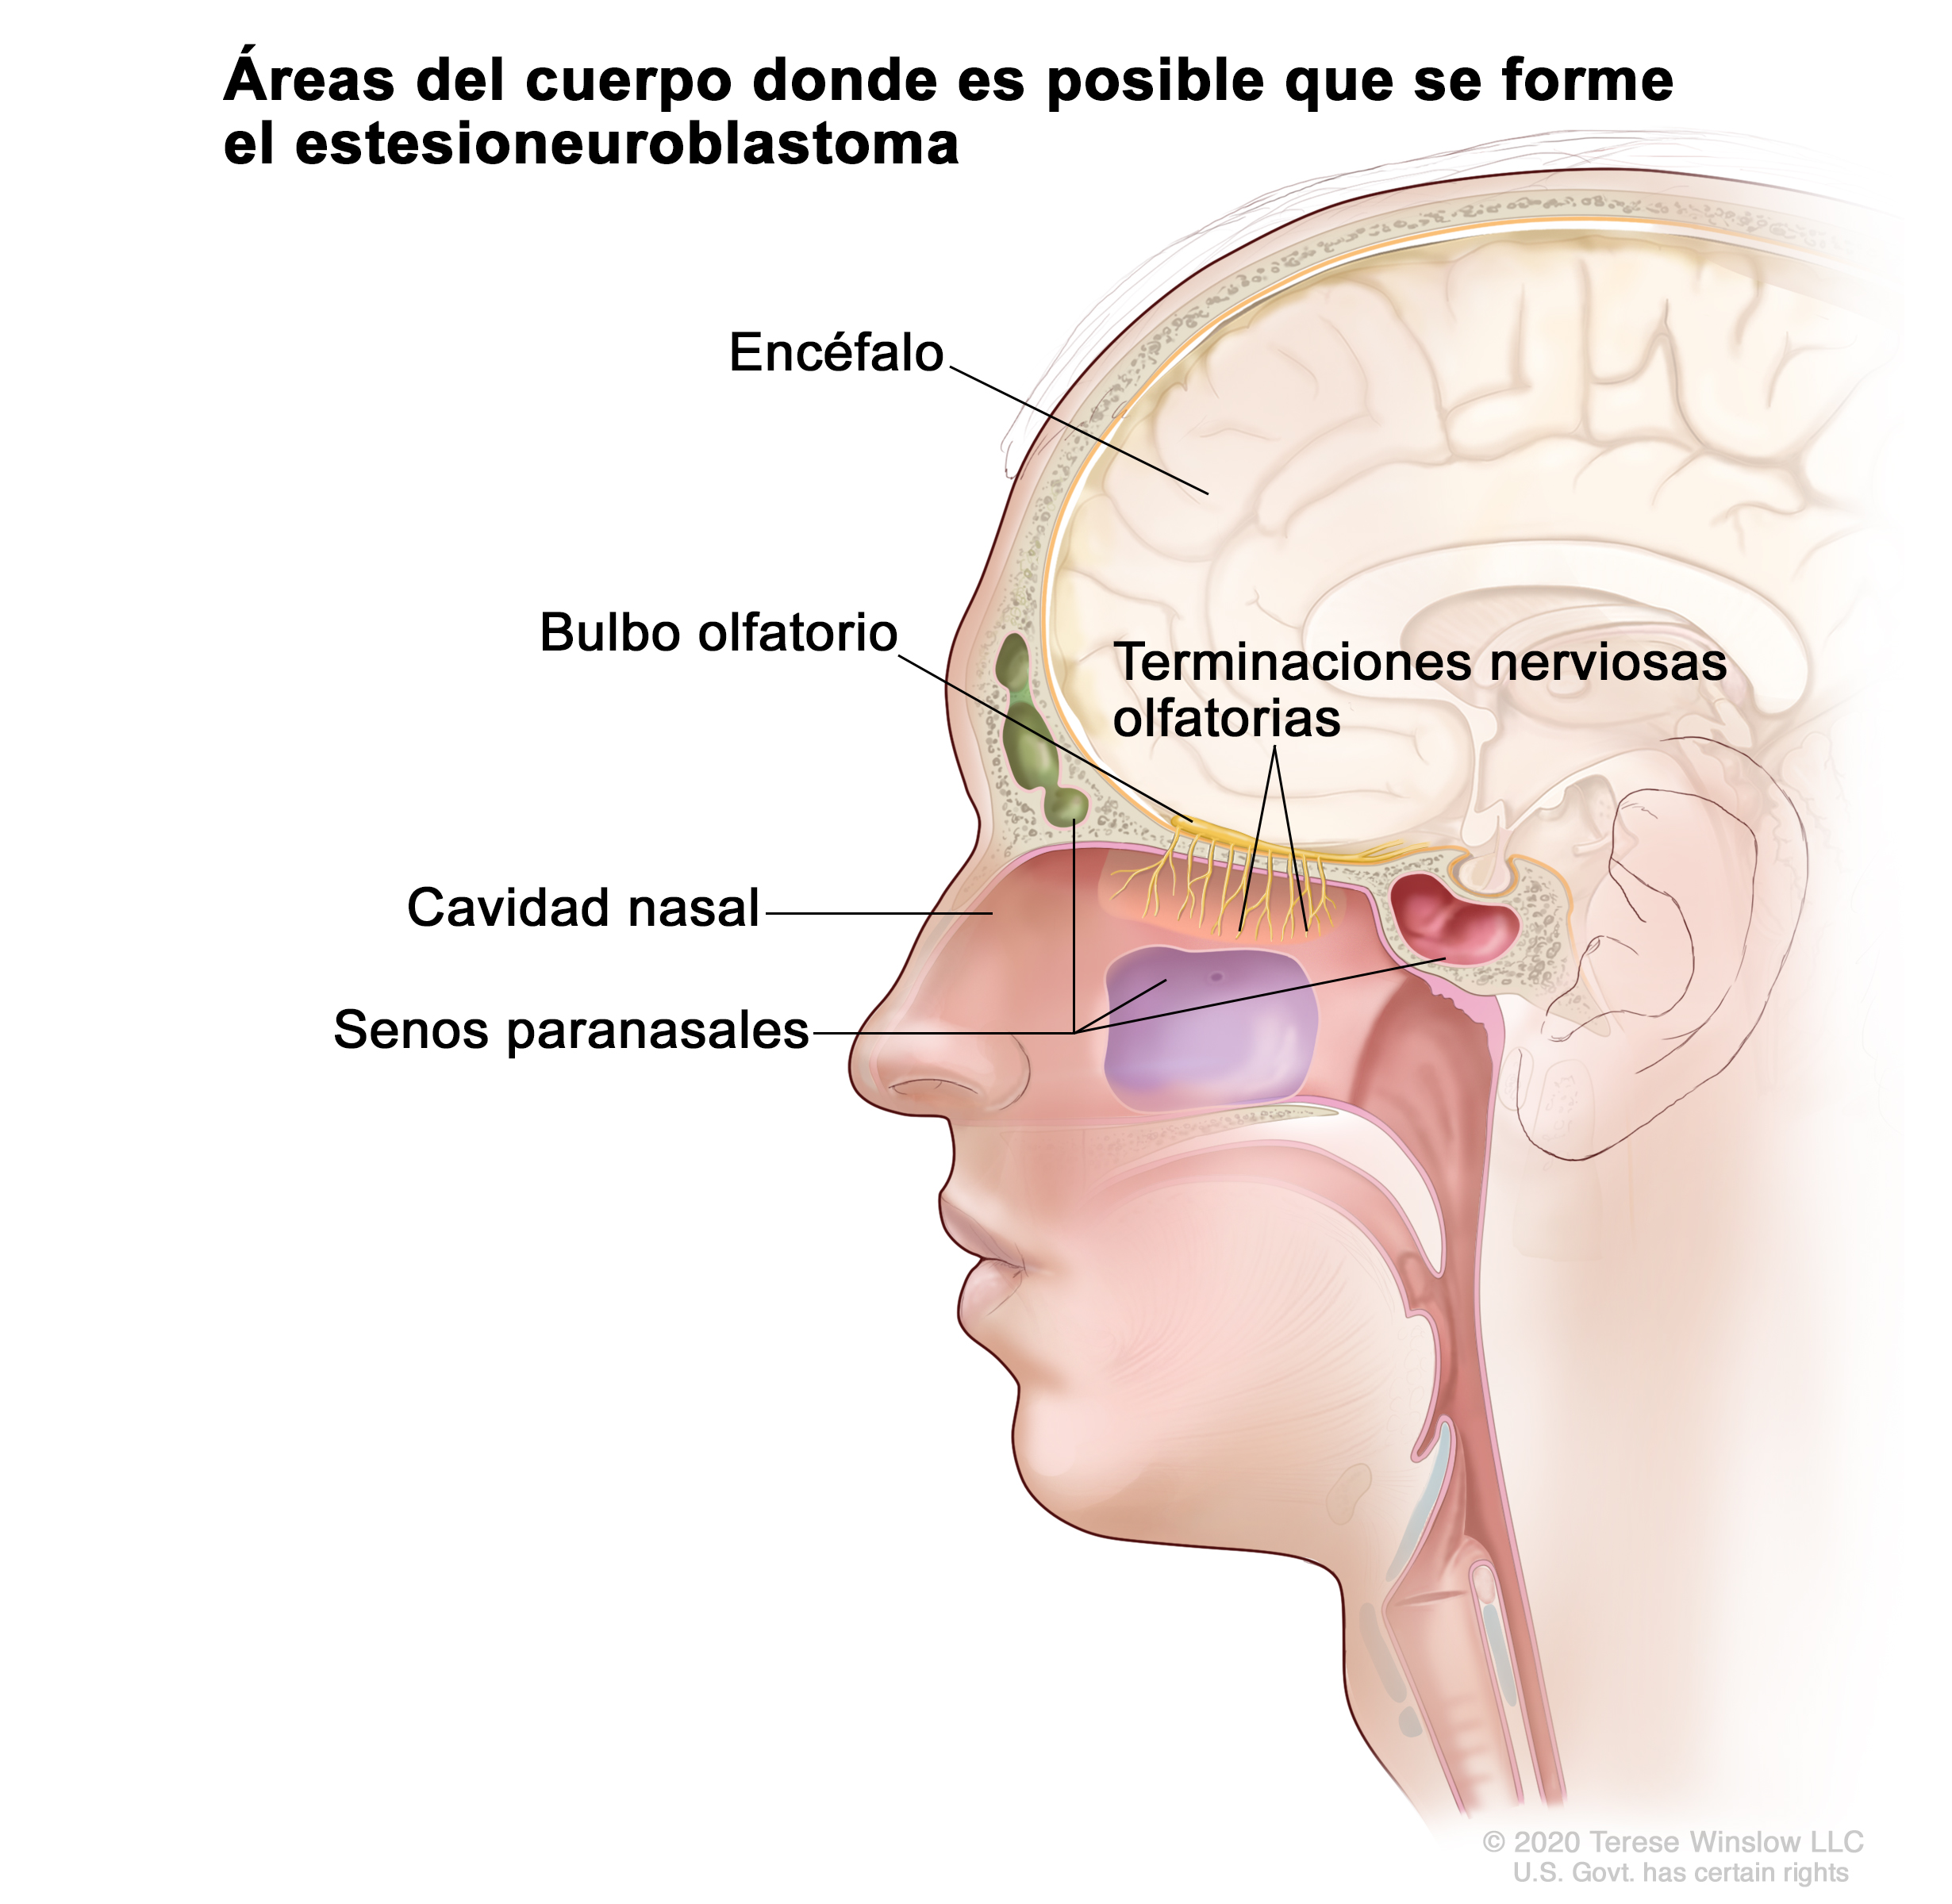 Áreas del cuerpo donde es posible que se forme
el estesioneuroblastoma
Encéfalo
Bulbo olfatorio
Terminaciones nerviosas
olfatorias
Cavidad nasal
Senos paranasales
© 2020 Terese Winslow LLC
U.S. Govt. has certain rights